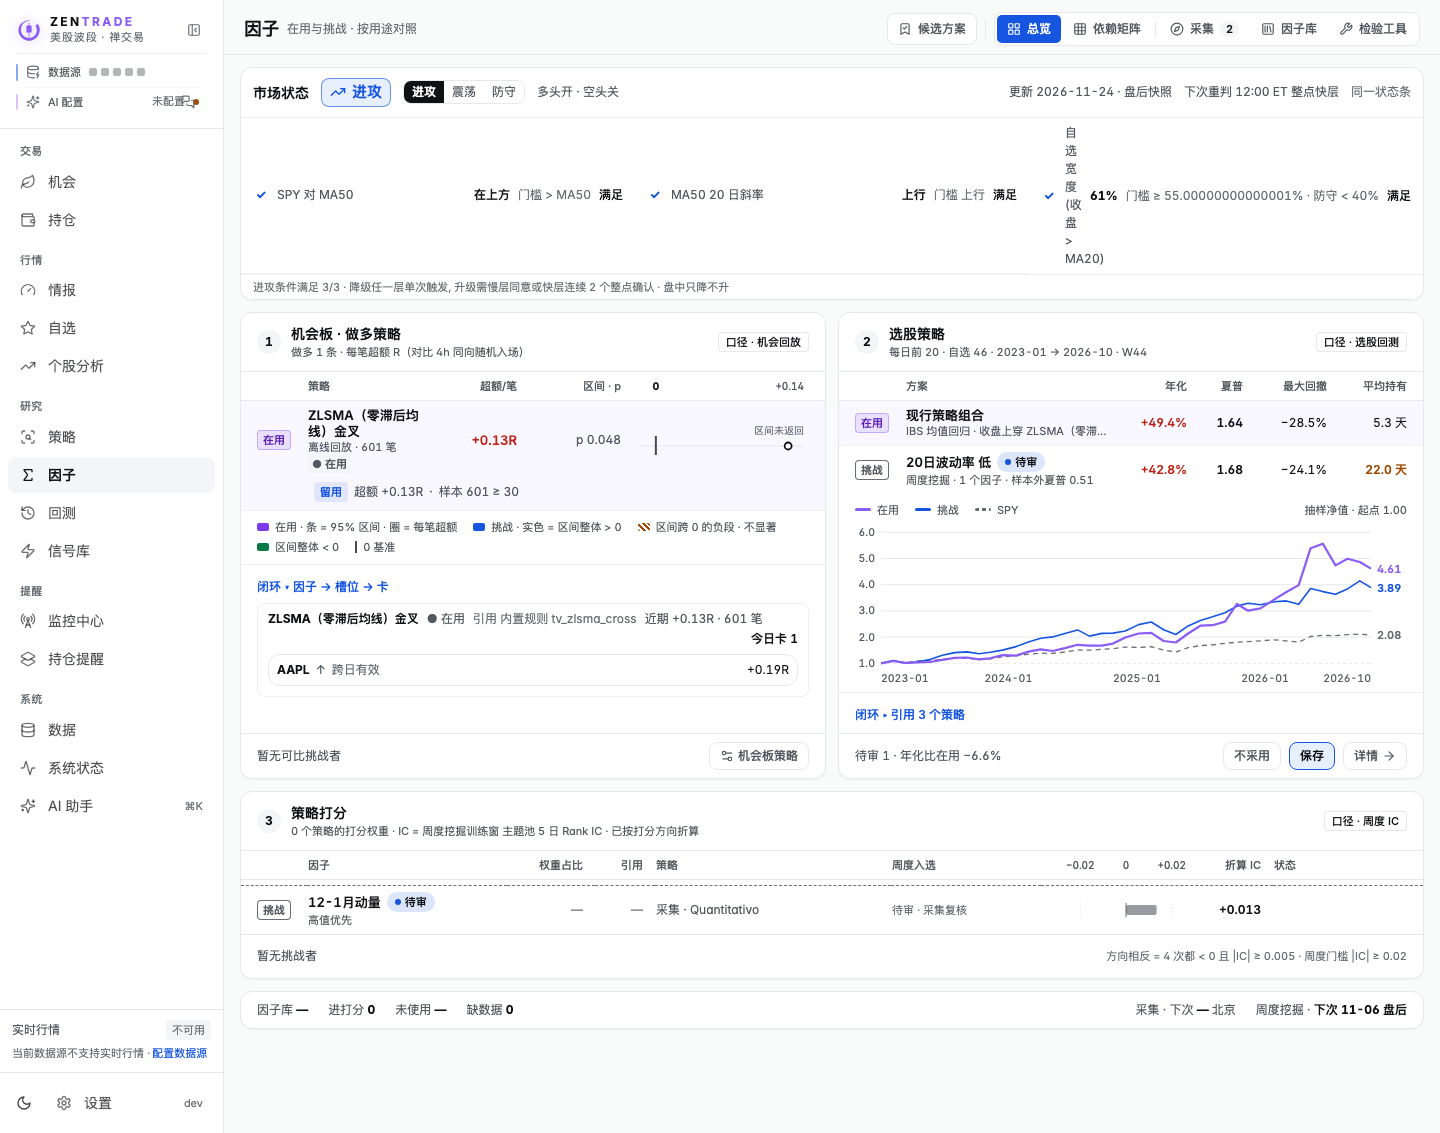 ZENTRADE
美股波段 · 禅交易
数据源
AI 配置 未配置
交易
机会
持仓
行情
情报
自选
个股分析
研究
策略
因子
回测
信号库
提醒
监控中心
持仓提醒
系统
数据
系统状态
AI 助手 ⌘K
实时行情 不可用
当前数据源不支持实时行情 · 配置数据源
设置 dev
因子 在用与挑战 · 按用途对照
候选方案 总览 依赖矩阵 采集 2 因子库 检验工具
市场状态 进攻 进攻 震荡 防守 多头开 · 空头关
更新 2026-11-24 · 盘后快照 下次重判 12:00 ET 整点快层 同一状态条
SPY 对 MA50 在上方 门槛 > MA50 满足
MA50 20 日斜率 上行 门槛 上行 满足
自
选
宽
度
(收
盘
>
MA20)
61% 门槛 ≥ 55.00000000000001% · 防守 < 40% 满足
进攻条件满足 3/3 · 降级任一层单次触发, 升级需慢层同意或快层连续 2 个整点确认 · 盘中只降不升
1 机会板 · 做多策略
做多 1 条 · 每笔超额 R（对比 4h 同向随机入场）
口径 · 机会回放
策略 超额/笔 区间 · p 0 +0.14
在用
ZLSMA（零滞后均
线）金叉
离线回放 · 601 笔
在用
+0.13R p 0.048 区间未返回
留用 超额 +0.13R · 样本 601 ≥ 30
在用 · 条 = 95% 区间 · 圈 = 每笔超额 挑战 · 实色 = 区间整体 > 0 区间跨 0 的负段 · 不显著
区间整体 < 0 0 基准
闭环 ▾ 因子 → 槽位 → 卡
ZLSMA（零滞后均线）金叉 在用 引用 内置规则 tv_zlsma_cross 近期 +0.13R · 601 笔
今日卡 1
AAPL ↑ 跨日有效 +0.19R
暂无可比挑战者 机会板策略
2 选股策略
每日前 20 · 自选 46 · 2023-01 → 2026-10 · W44
口径 · 选股回测
方案 年化 夏普 最大回撤 平均持有
在用 现行策略组合 +49.4% 1.64 −28.5% 5.3 天
IBS 均值回归 · 收盘上穿 ZLSMA（零滞...
挑战 20日波动率 低 待审 +42.8% 1.68 −24.1% 22.0 天
周度挖掘 · 1 个因子 · 样本外夏普 0.51
在用 挑战 SPY 抽样净值 · 起点 1.00
6.0
5.0
4.0
3.0
2.0
1.0
4.61
3.89
2.08
2023-01 2024-01 2025-01 2026-01 2026-10
闭环 ▸ 引用 3 个策略
待审 1 · 年化比在用 −6.6% 不采用 保存 详情 →
3 策略打分
0 个策略的打分权重 · IC = 周度挖掘训练窗 主题池 5 日 Rank IC · 已按打分方向折算
口径 · 周度 IC
因子 权重占比 引用 策略 周度入选 −0.02 0 +0.02 折算 IC 状态
挑战 12-1月动量 待审 — — 采集 · Quantitativo 待审 · 采集复核 +0.013
高值优先
暂无挑战者 方向相反 = 4 次都 < 0 且 |IC| ≥ 0.005 · 周度门槛 |IC| ≥ 0.02
因子库 — 进打分 0 未使用 — 缺数据 0 采集 · 下次 — 北京 周度挖掘 · 下次 11-06 盘后